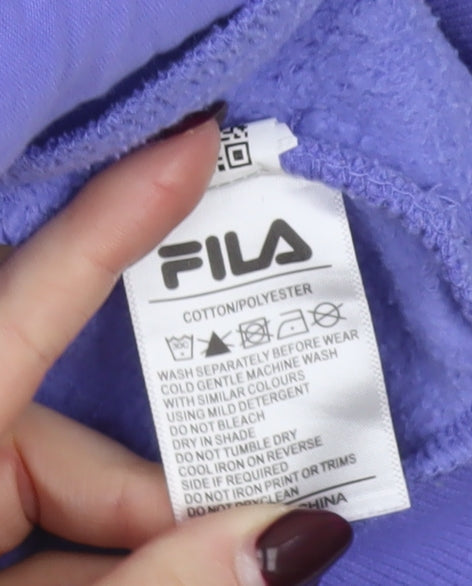 FILA
COTTON/POLYESTER
WASH SEPARATELY BEFORE WEAR
COLD GENTLE MACHINE WASH
WITH SIMILAR COLOURS
USING MILD DETERGENT
DO NOT BLEACH
DRY IN SHADE
DO NOT TUMBLE DRY
COOL IRON ON REVERSE
SIDE IF REQUIRED
DO NOT IRON PRINT OR TRIMS
DO NOT DRYCLEAN
CHINA